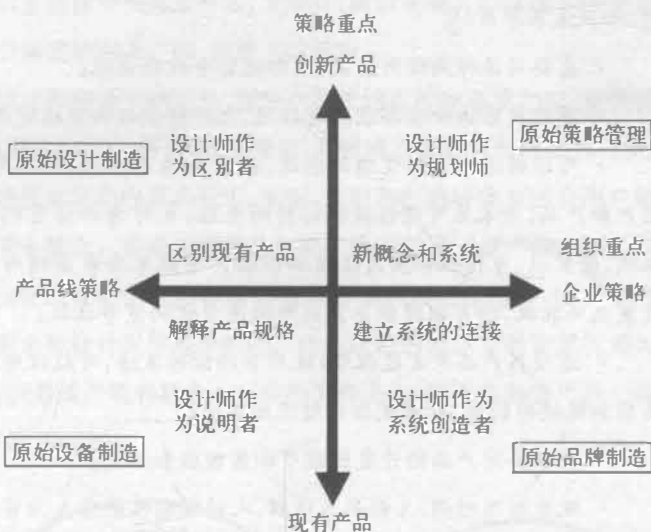 策略重点
创新产品
原始设计制造
设计师作
为区别者
设计师作
为规划师
原始策略管理
区别现有产品
新概念和系统
组织重点
产品线策略
企业策略
解释产品规格
建立系统的连接
设计师作
为说明者
设计师作为
系统创造者
原始设备制造
原始品牌制造
现有产品